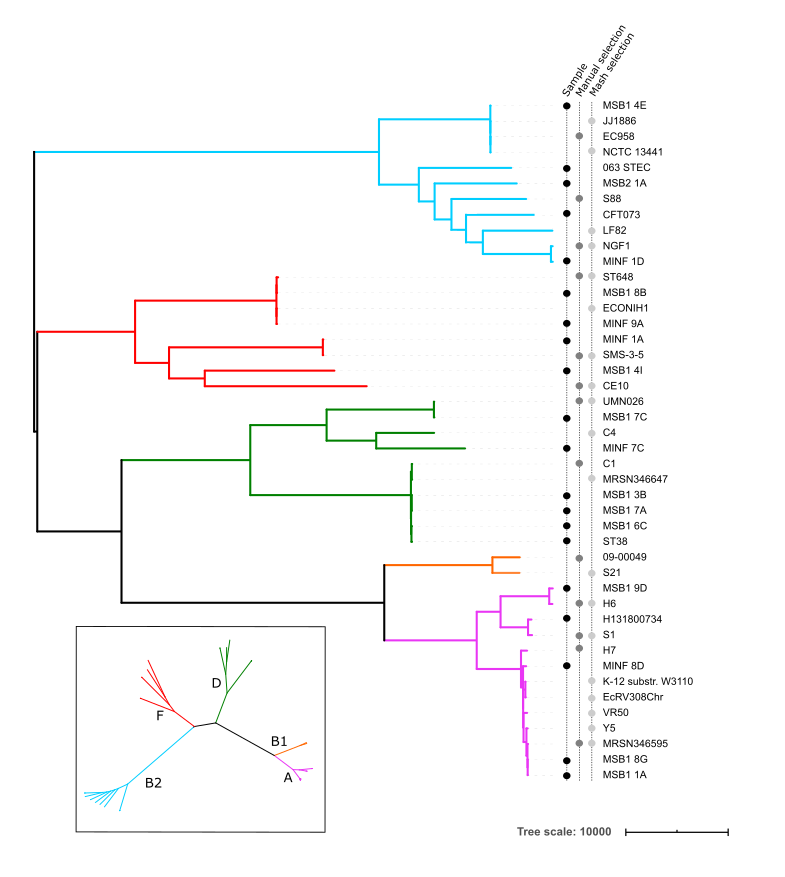 Sample
Manual selection
Mash selection
MSB1 4E
JJ1886
EC958
NCTC 13441
063 STEC
MSB2 1A
S88
CFT073
LF82
NGF1
MINF 1D
ST648
MSB1 8B
ECONIH1
MINF 9A
MINF 1A
SMS-3-5
MSB1 4I
CE10
UMN026
MSB1 7C
C4
MINF 7C
C1
MRSN346647
MSB1 3B
MSB1 7A
MSB1 6C
ST38
09-00049
S21
MSB1 9D
H6
H131800734
S1
H7
MINF 8D
K-12 substr. W3110
EcRV308Chr
VR50
Y5
MRSN346595
MSB1 8G
MSB1 1A
D
F
B1
A
B2
Tree scale: 10000